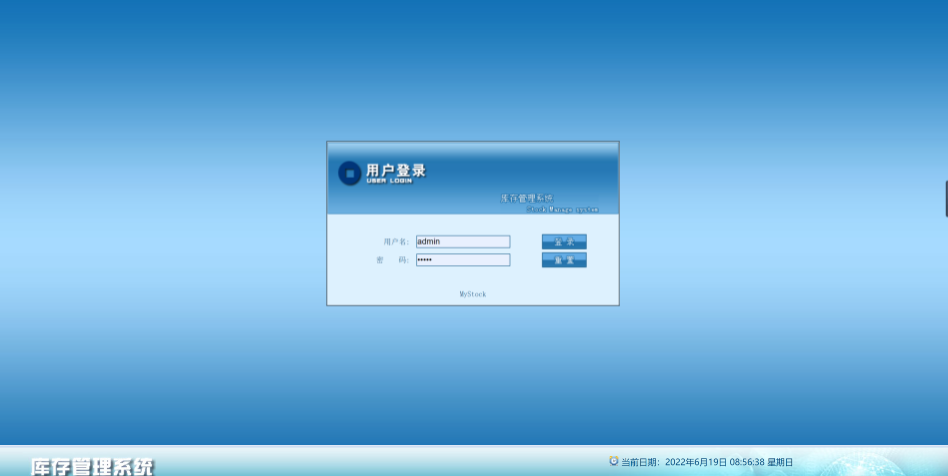 用户登录
USER LOGIN
库存管理系统
Stock Manage system
用户名: admin 登 录
密 码: ••••• 重 置
MyStock
库存管理系统
当前日期: 2022年6月19日 08:56:38 星期日